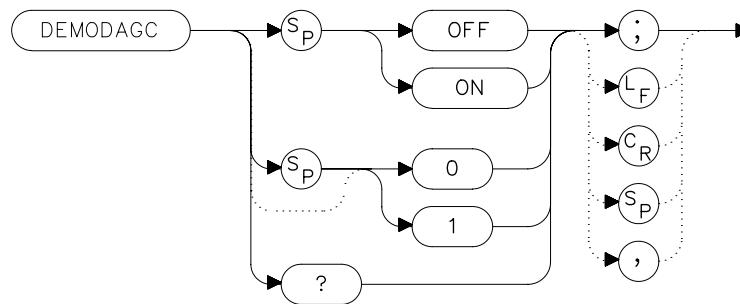 DEMODAGC SP OFF ;
ON LF
CR
SP 0
1 SP
? ,